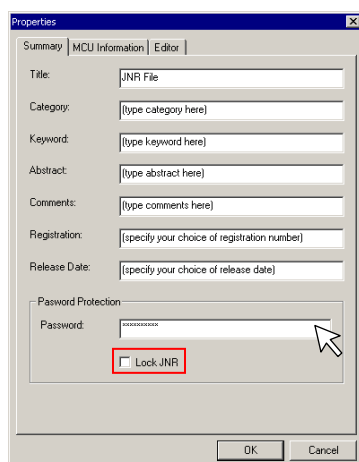 Properties
Summary MCU Information Editor
Title: JNR File
Category: (type category here)
Keyword: (type keyword here)
Abstract: (type abstract here)
Comments: (type comments here)
Registration: (specify your choice of registration number)
Release Date: (specify your choice of release date)
Pasword Protection
Password: xxxxxxxxxx
Lock JNR
OK Cancel